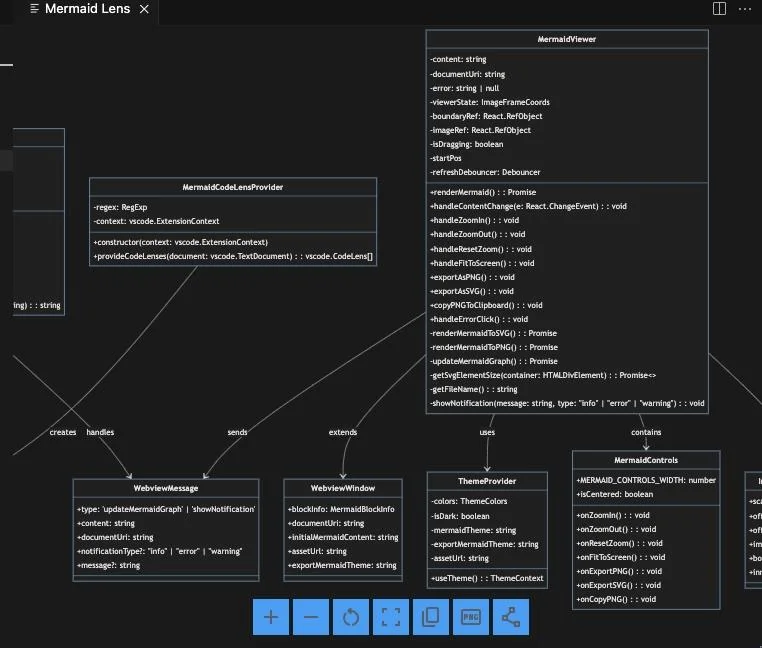 Mermaid Lens
MermaidViewer
-content: string
-documentUri: string
-error: string | null
-viewerState: ImageFrameCoords
-boundaryRef: React.RefObject
-imageRef: React.RefObject
-isDragging: boolean
-startPos
-refreshDebouncer: Debouncer
+renderMermaid() : : Promise
+handleContentChange(e: React.ChangeEvent) : : void
+handleZoomIn() : : void
+handleZoomOut() : : void
+handleResetZoom() : : void
+handleFitToScreen() : : void
+exportAsPNG() : : void
+exportAsSVG() : : void
+copyPNGToClipboard() : : void
+handleErrorClick() : : void
-renderMermaidToSVG() : : Promise
-renderMermaidToPNG() : : Promise
-updateMermaidGraph() : : Promise
-getSvgElementSize(container: HTMLDivElement) : : Promise<>
-getFileName() : : string
-showNotification(message: string, type: "info" | "error" | "warning") : : void
MermaidCodeLensProvider
-regex: RegExp
-context: vscode.ExtensionContext
+constructor(context: vscode.ExtensionContext)
+provideCodeLenses(document: vscode.TextDocument) : : vscode.CodeLens[]
ing) : : string
creates
handles
sends
extends
uses
contains
WebviewMessage
+type: 'updateMermaidGraph' | 'showNotification'
+content: string
+documentUri: string
+notificationType?: "info" | "error" | "warning"
+message?: string
WebviewWindow
+blockInfo: MermaidBlockInfo
+documentUri: string
+initialMermaidContent: string
+assetUrl: string
+exportMermaidTheme: string
ThemeProvider
-colors: ThemeColors
-isDark: boolean
-mermaidTheme: string
-exportMermaidTheme: string
-assetUrl: string
+useTheme() : : ThemeContext
MermaidControls
+MERMAID_CONTROLS_WIDTH: number
+isCentered: boolean
+onZoomIn() : : void
+onZoomOut() : : void
+onResetZoom() : : void
+onFitToScreen() : : void
+onExportPNG() : : void
+onExportSVG() : : void
+onCopyPNG() : : void
PNG